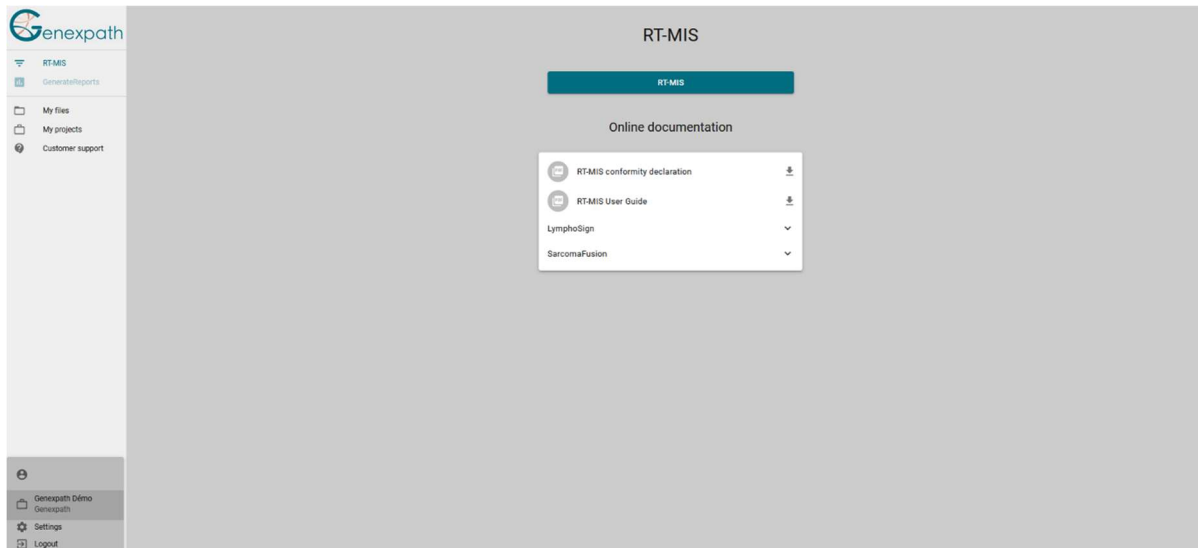 Genexpath
RT-MIS
GenerateReports
My files
My projects
Customer support
Genexpath Démo
Genexpath
Settings
Logout
RT-MIS
RT-MIS
Online documentation
RT-MIS conformity declaration
RT-MIS User Guide
LymphoSign
SarcomaFusion